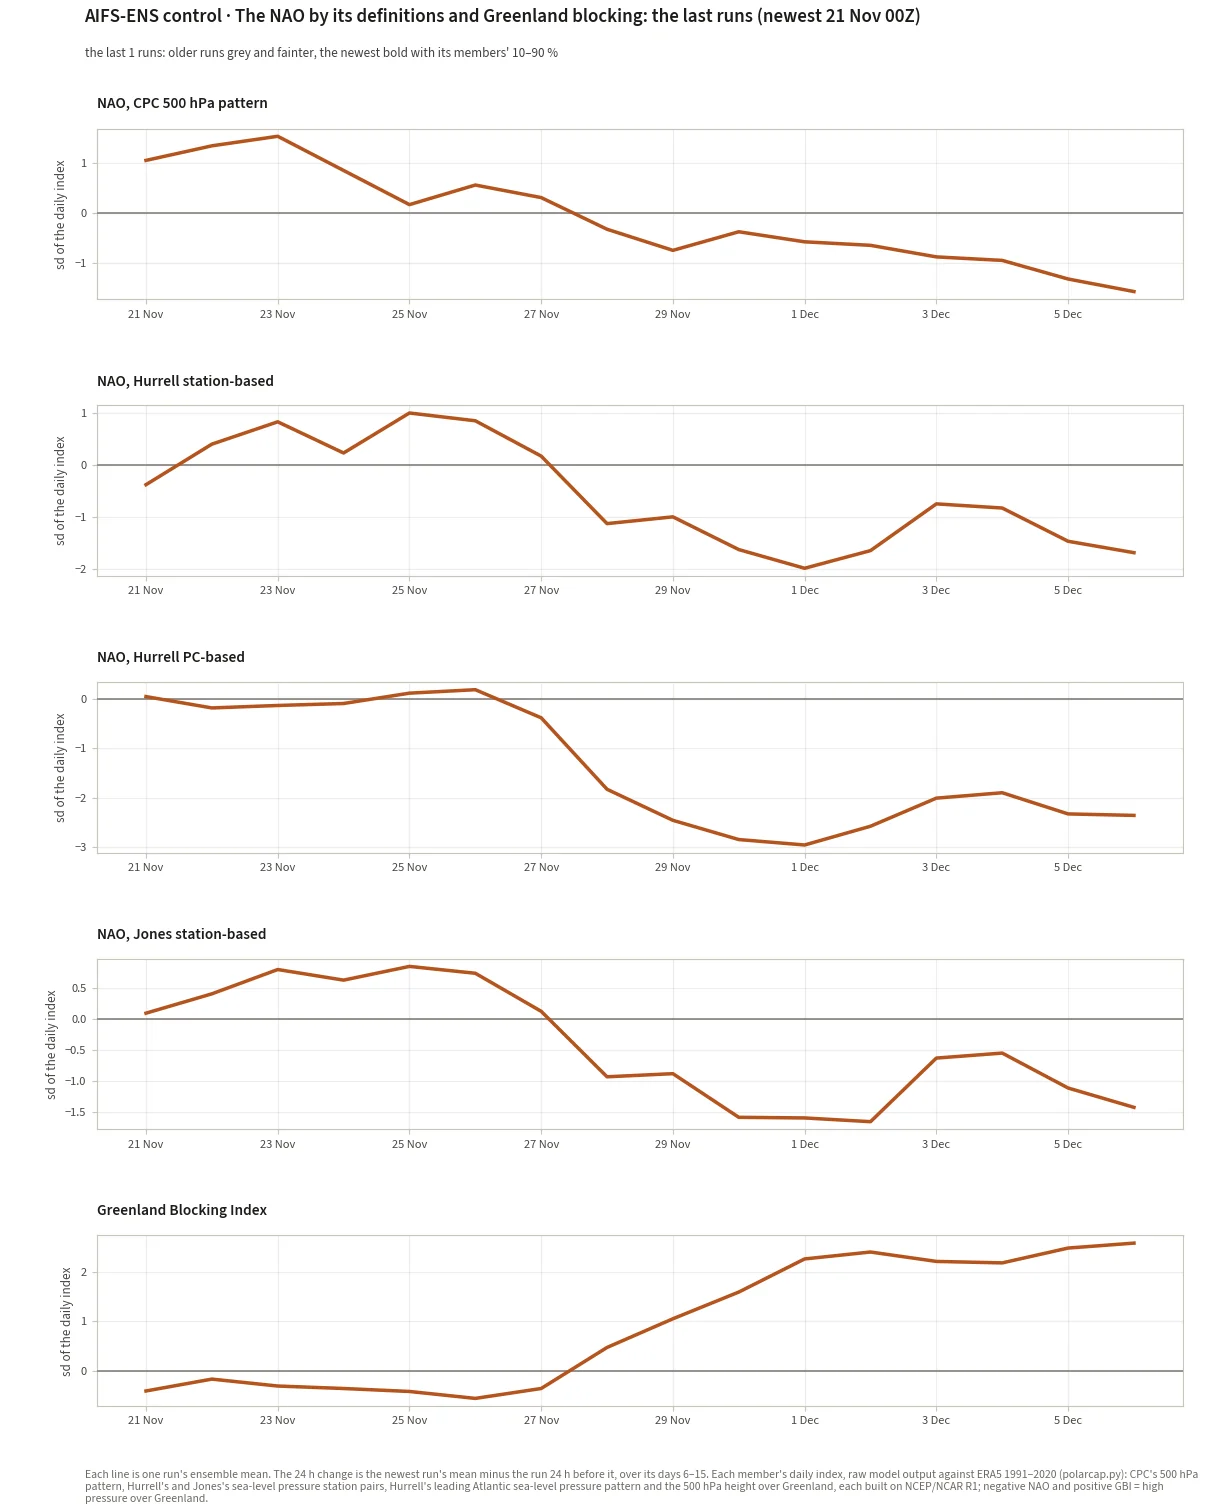 AIFS-ENS control · The NAO by its definitions and Greenland blocking: the last runs (newest 21 Nov 00Z)
the last 1 runs: older runs grey and fainter, the newest bold with its members' 10–90 %
NAO, CPC 500 hPa pattern
sd of the daily index
1
0
−1
21 Nov 23 Nov 25 Nov 27 Nov 29 Nov 1 Dec 3 Dec 5 Dec
NAO, Hurrell station-based
sd of the daily index
1
0
−1
−2
21 Nov 23 Nov 25 Nov 27 Nov 29 Nov 1 Dec 3 Dec 5 Dec
NAO, Hurrell PC-based
sd of the daily index
0
−1
−2
−3
21 Nov 23 Nov 25 Nov 27 Nov 29 Nov 1 Dec 3 Dec 5 Dec
NAO, Jones station-based
sd of the daily index
0.5
0.0
−0.5
−1.0
−1.5
21 Nov 23 Nov 25 Nov 27 Nov 29 Nov 1 Dec 3 Dec 5 Dec
Greenland Blocking Index
sd of the daily index
2
1
0
21 Nov 23 Nov 25 Nov 27 Nov 29 Nov 1 Dec 3 Dec 5 Dec
Each line is one run's ensemble mean. The 24 h change is the newest run's mean minus the run 24 h before it, over its days 6–15. Each member's daily index, raw model output against ERA5 1991–2020 (polarcap.py): CPC's 500 hPa
pattern, Hurrell's and Jones's sea-level pressure station pairs, Hurrell's leading Atlantic sea-level pressure pattern and the 500 hPa height over Greenland, each built on NCEP/NCAR R1; negative NAO and positive GBI = high
pressure over Greenland.